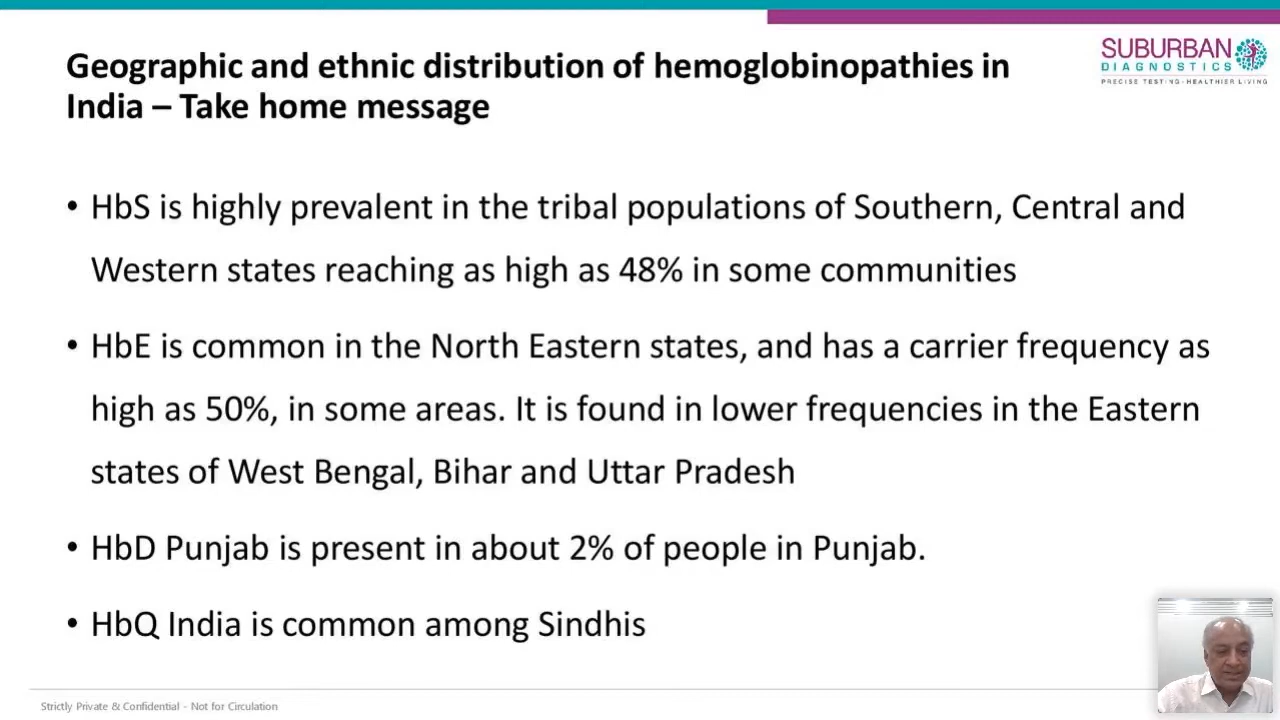 Geographic and ethnic distribution of hemoglobinopathies in
India – Take home message
SUBURBAN
DIAGNOSTICS
PRECISE TESTING · HEALTHIER LIVING
• HbS is highly prevalent in the tribal populations of Southern, Central and
Western states reaching as high as 48% in some communities
• HbE is common in the North Eastern states, and has a carrier frequency as
high as 50%, in some areas. It is found in lower frequencies in the Eastern
states of West Bengal, Bihar and Uttar Pradesh
• HbD Punjab is present in about 2% of people in Punjab.
• HbQ India is common among Sindhis
Strictly Private & Confidential - Not for Circulation